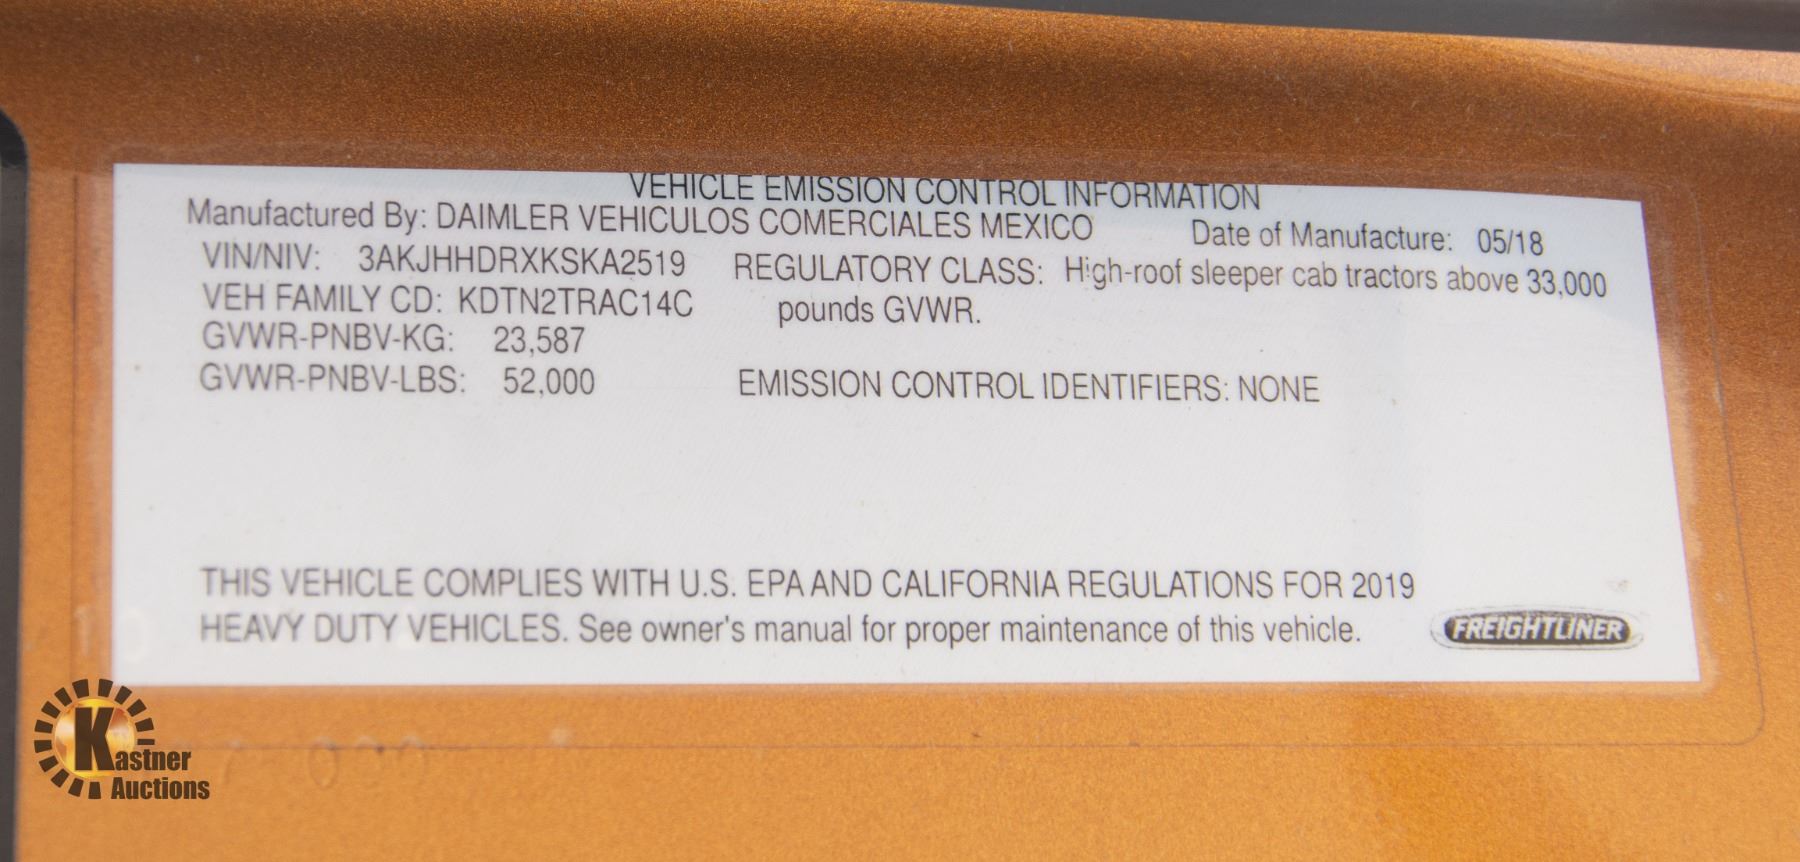 VEHICLE EMISSION CONTROL INFORMATION
Manufactured By: DAIMLER VEHICULOS COMERCIALES MEXICO Date of Manufacture: 05/18
VIN/NIV: 3AKJHHDRXKSKA2519 REGULATORY CLASS: High-roof sleeper cab tractors above 33,000
VEH FAMILY CD: KDTN2TRAC14C pounds GVWR.
GVWR-PNBV-KG: 23,587
GVWR-PNBV-LBS: 52,000 EMISSION CONTROL IDENTIFIERS: NONE
THIS VEHICLE COMPLIES WITH U.S. EPA AND CALIFORNIA REGULATIONS FOR 2019
HEAVY DUTY VEHICLES. See owner's manual for proper maintenance of this vehicle.
FREIGHTLINER
Kastner
Auctions